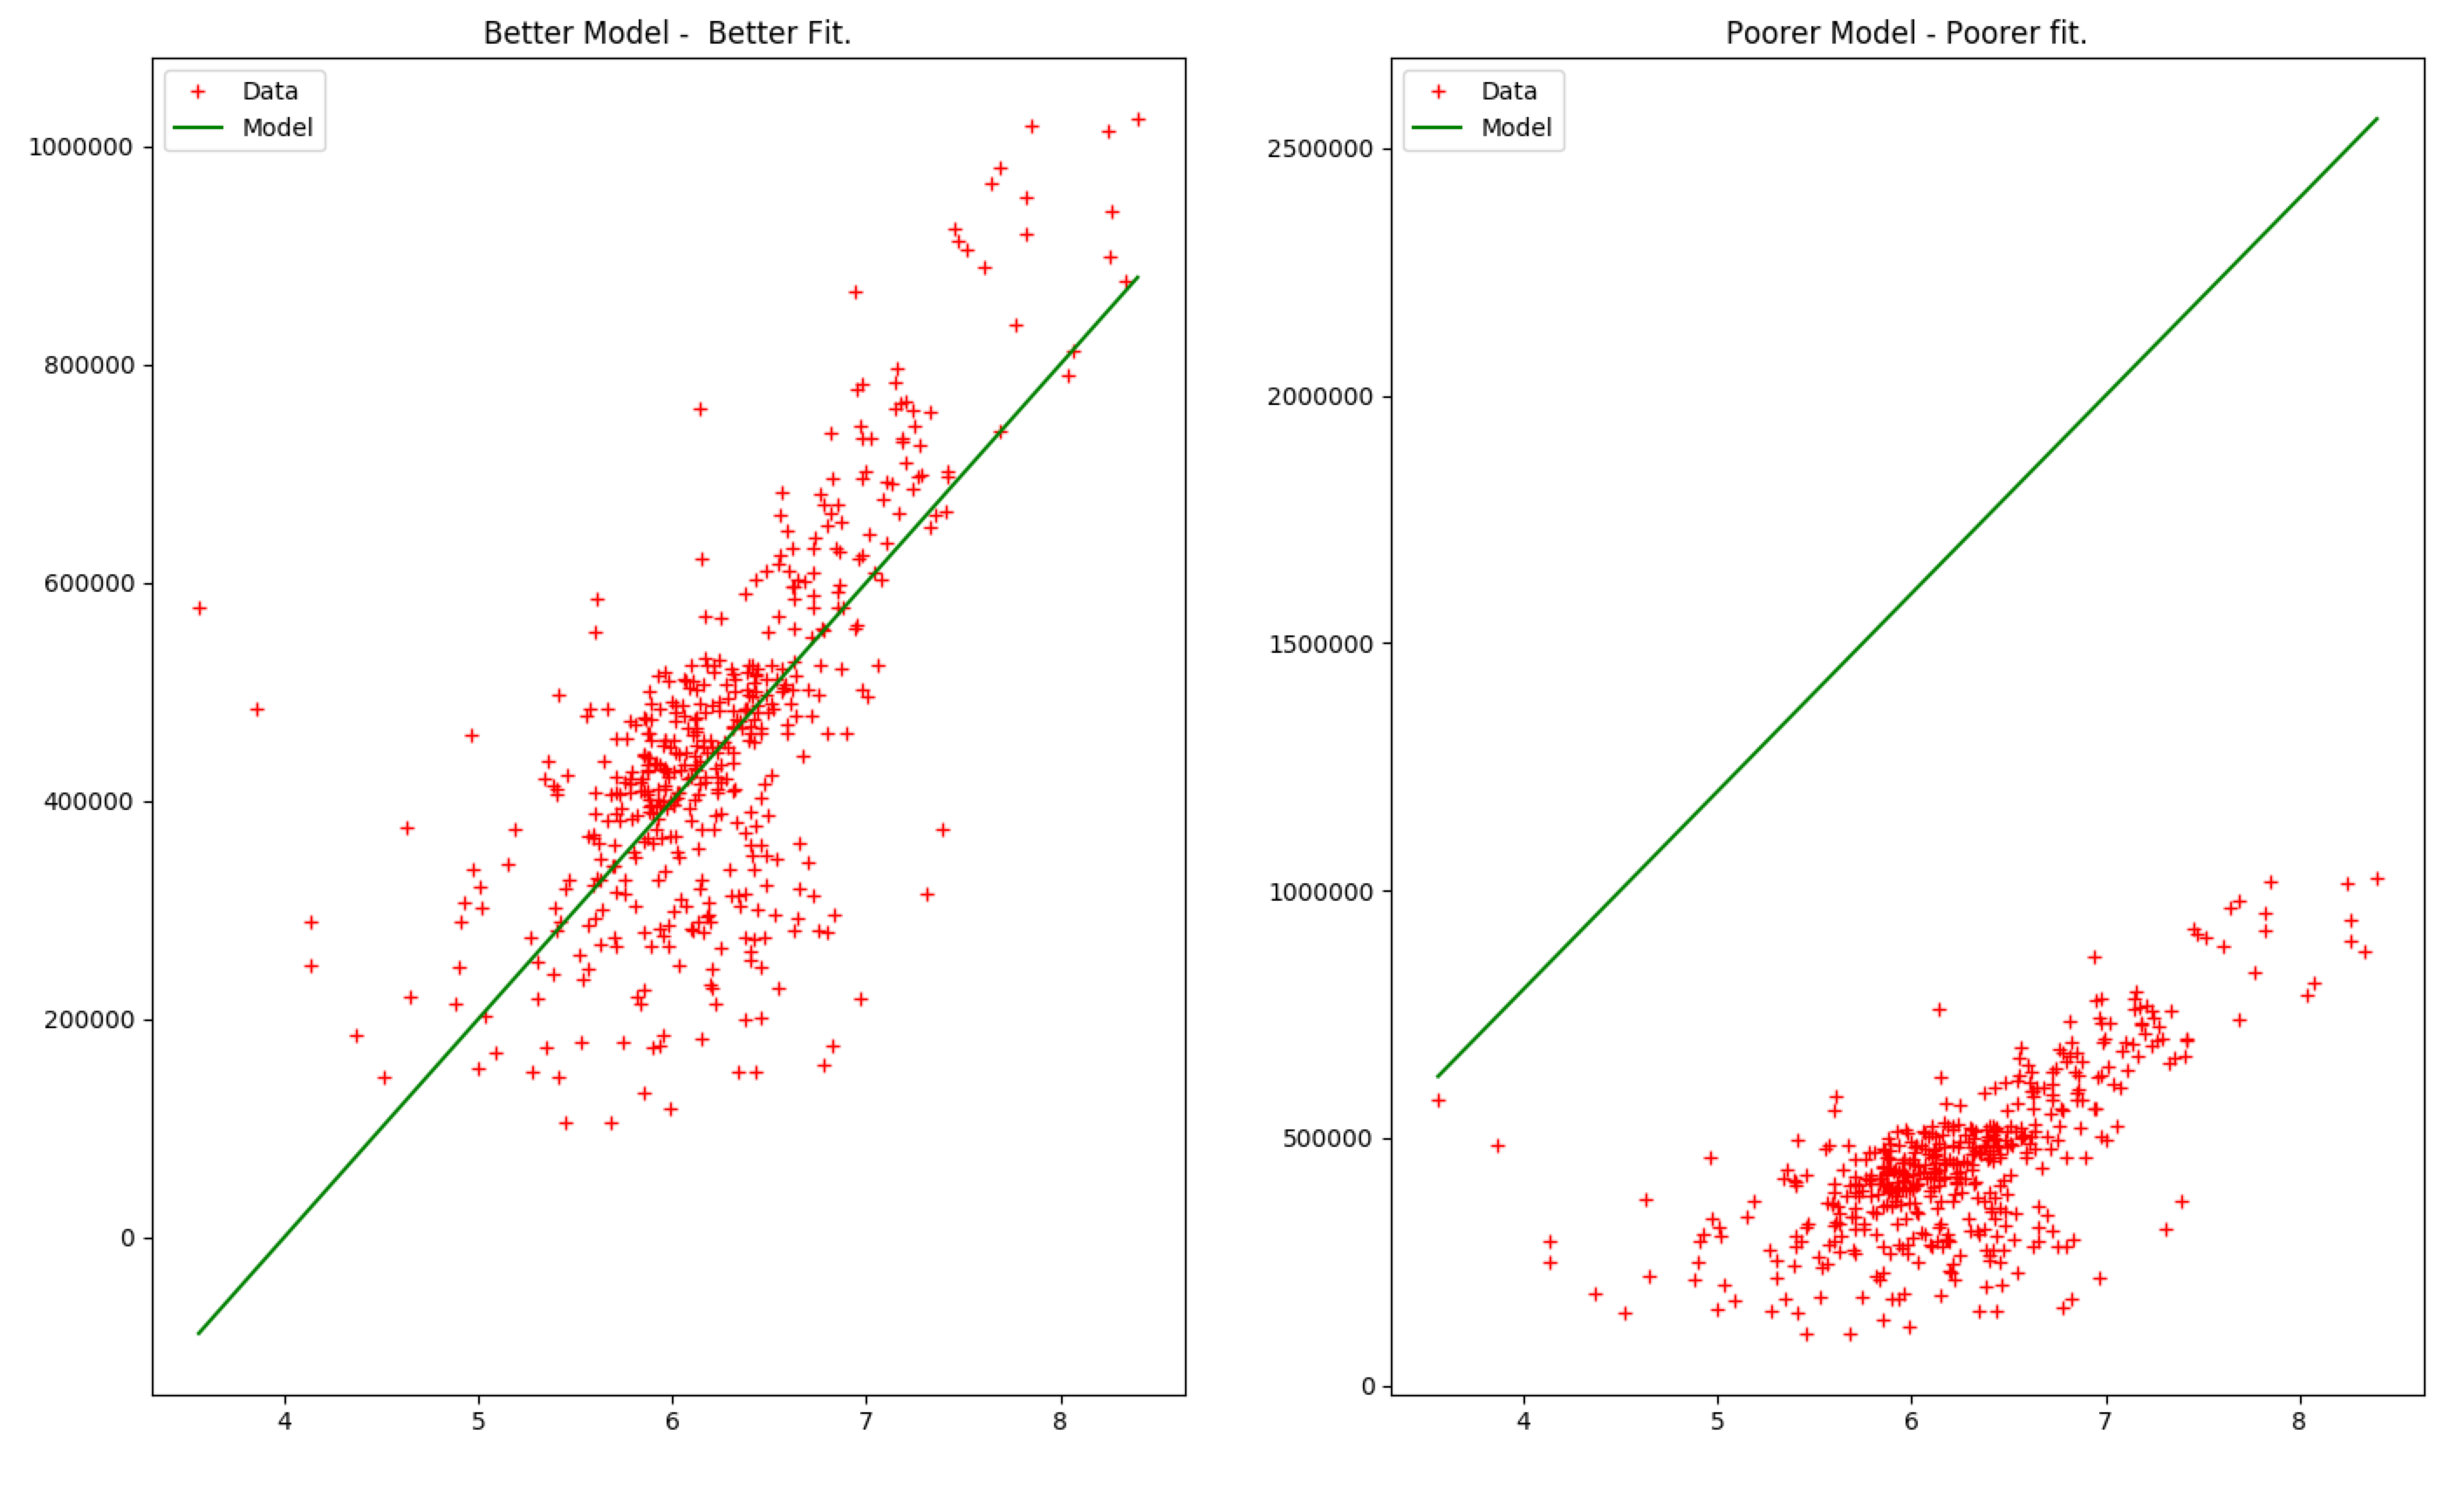 Better Model -  Better Fit.
Data
Model
1000000
800000
600000
400000
200000
0
4 5 6 7 8
Poorer Model - Poorer fit.
Data
Model
2500000
2000000
1500000
1000000
500000
0
4 5 6 7 8